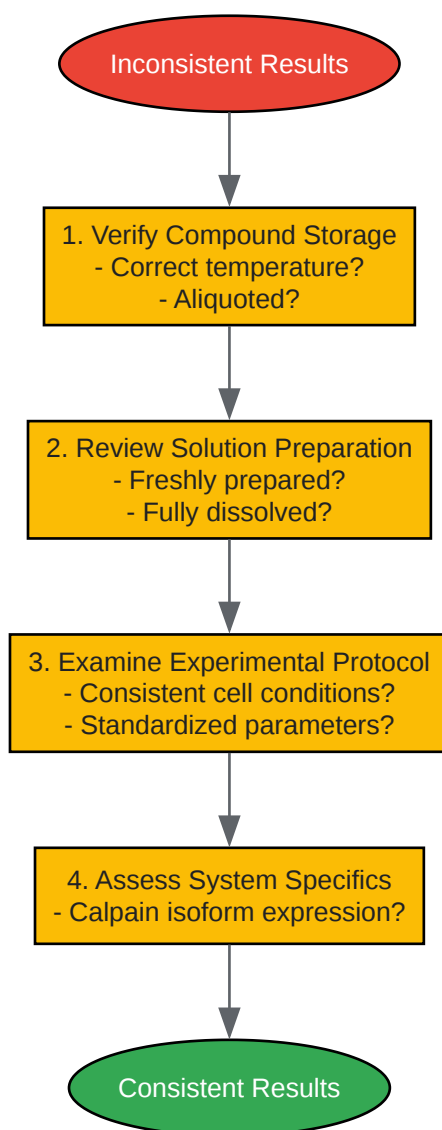 Inconsistent Results
1. Verify Compound Storage
- Correct temperature?
- Aliquoted?
2. Review Solution Preparation
- Freshly prepared?
- Fully dissolved?
3. Examine Experimental Protocol
- Consistent cell conditions?
- Standardized parameters?
4. Assess System Specifics
- Calpain isoform expression?
Consistent Results